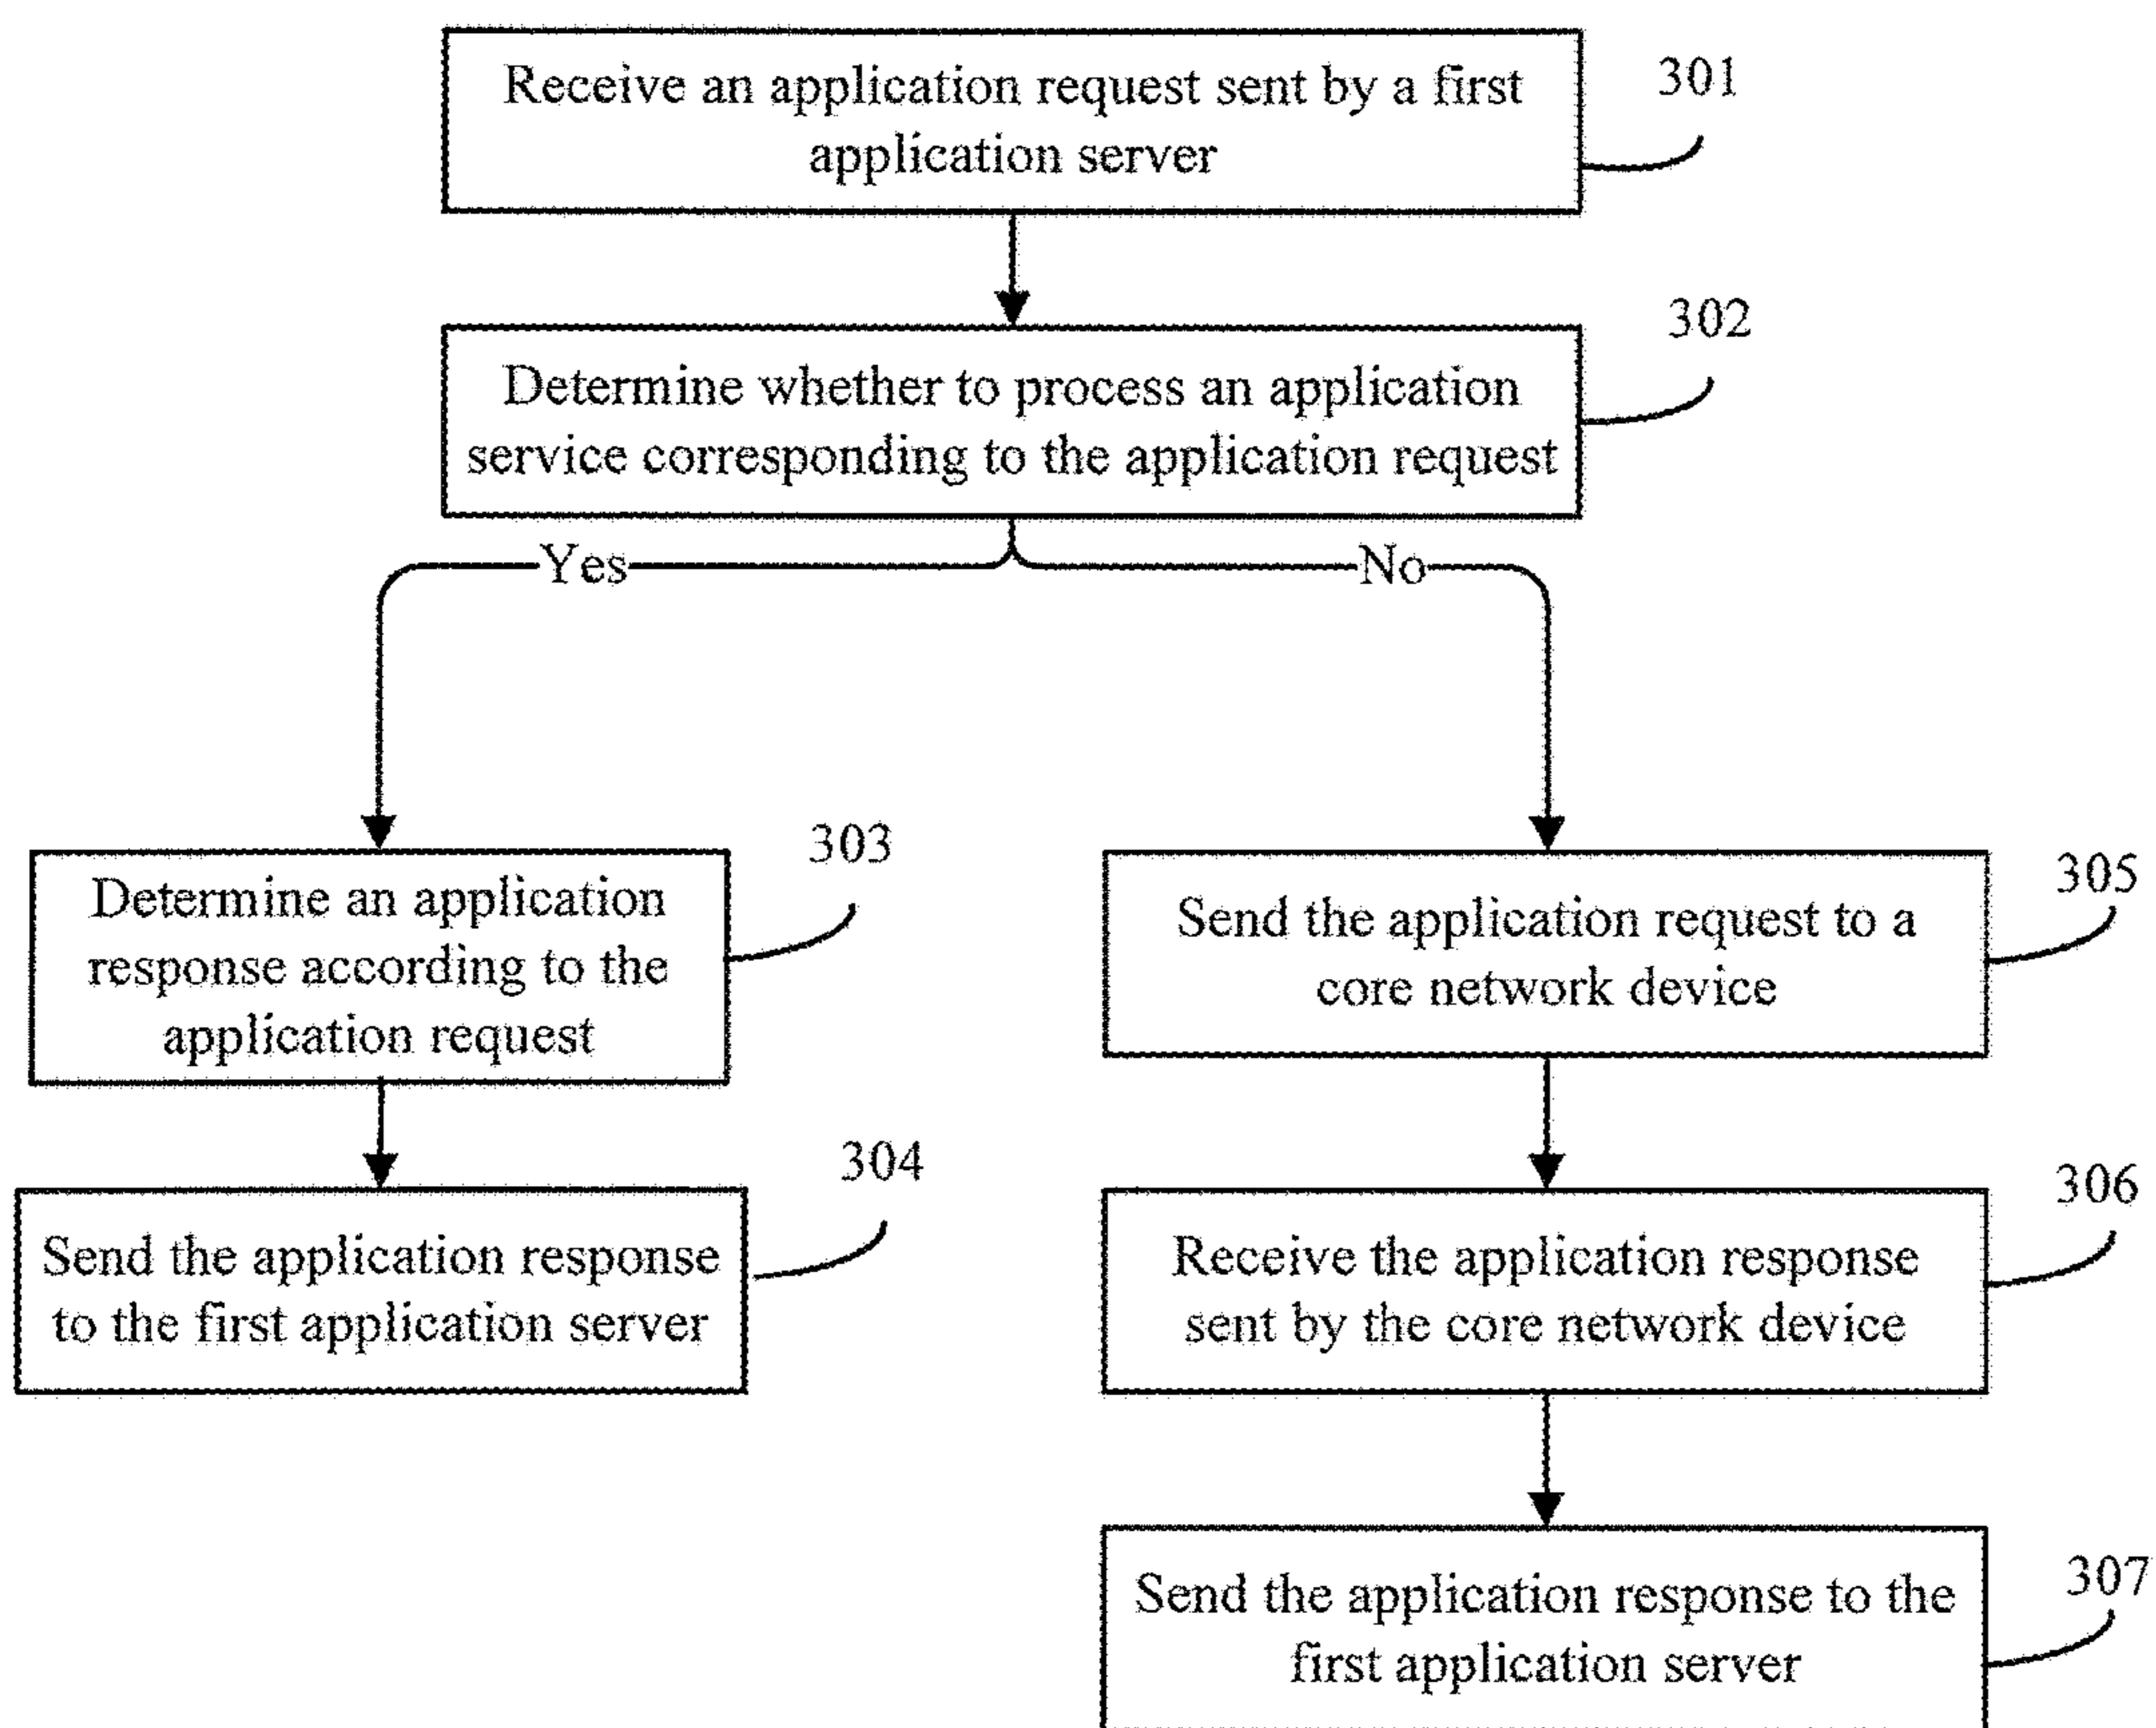 Receive an application request sent by a first
application server
301
Determine whether to process an application
service corresponding to the application request
302
Yes
No
Determine an application
response according to the
application request
303
Send the application response
to the first application server
304
Send the application request to a
core network device
305
Receive the application response
sent by the core network device
306
Send the application response to the
first application server
307